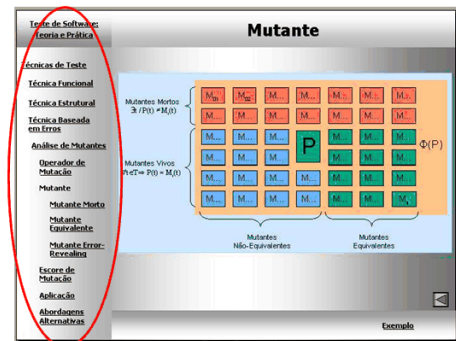 Teste de Software:
Teoria e Prática
Mutante
Técnicas de Teste
Técnica Funcional
Técnica Estrutural
Técnica Baseada
em Erros
Análise de Mutantes
Operador de
Mutação
Mutante
Mutante Morto
Mutante
Equivalente
Mutante Error-
Revealing
Escore de
Mutação
Aplicação
Abordagens
Alternativas
Mutantes Mortos
∃t /P(t) ≠ Mi(t)
Mutantes Vivos
∀t ∈T⇒ P(t) = Mi(t)
M... M... M... M... M... M... M...
M... M... M... M... M... M... M...
P
Φ(P)
M... M... M... M... M... M...
M... M... M... M... M... M...
M... M... M... M... M... M... M...
M... M... M... M... M... M...
Mutantes
Não-Equivalentes
Mutantes
Equivalentes
Exemplo